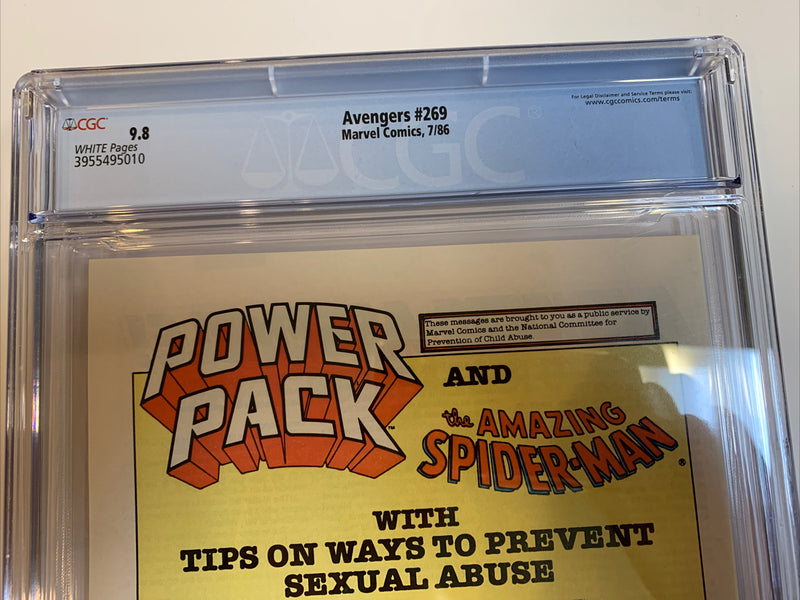 CGC
9.8
WHITE Pages
3955495010
Avengers #269
Marvel Comics, 7/86
For Legal Disclaimer and Service Terms please visit:
www.cgccomics.com/terms
CGC®
POWER
PACK™
These messages are brought to you as a public service by
Marvel Comics and the National Committee for
Prevention of Child Abuse.
AND
the AMAZING
SPIDER-MAN®
WITH
TIPS ON WAYS TO PREVENT
SEXUAL ABUSE